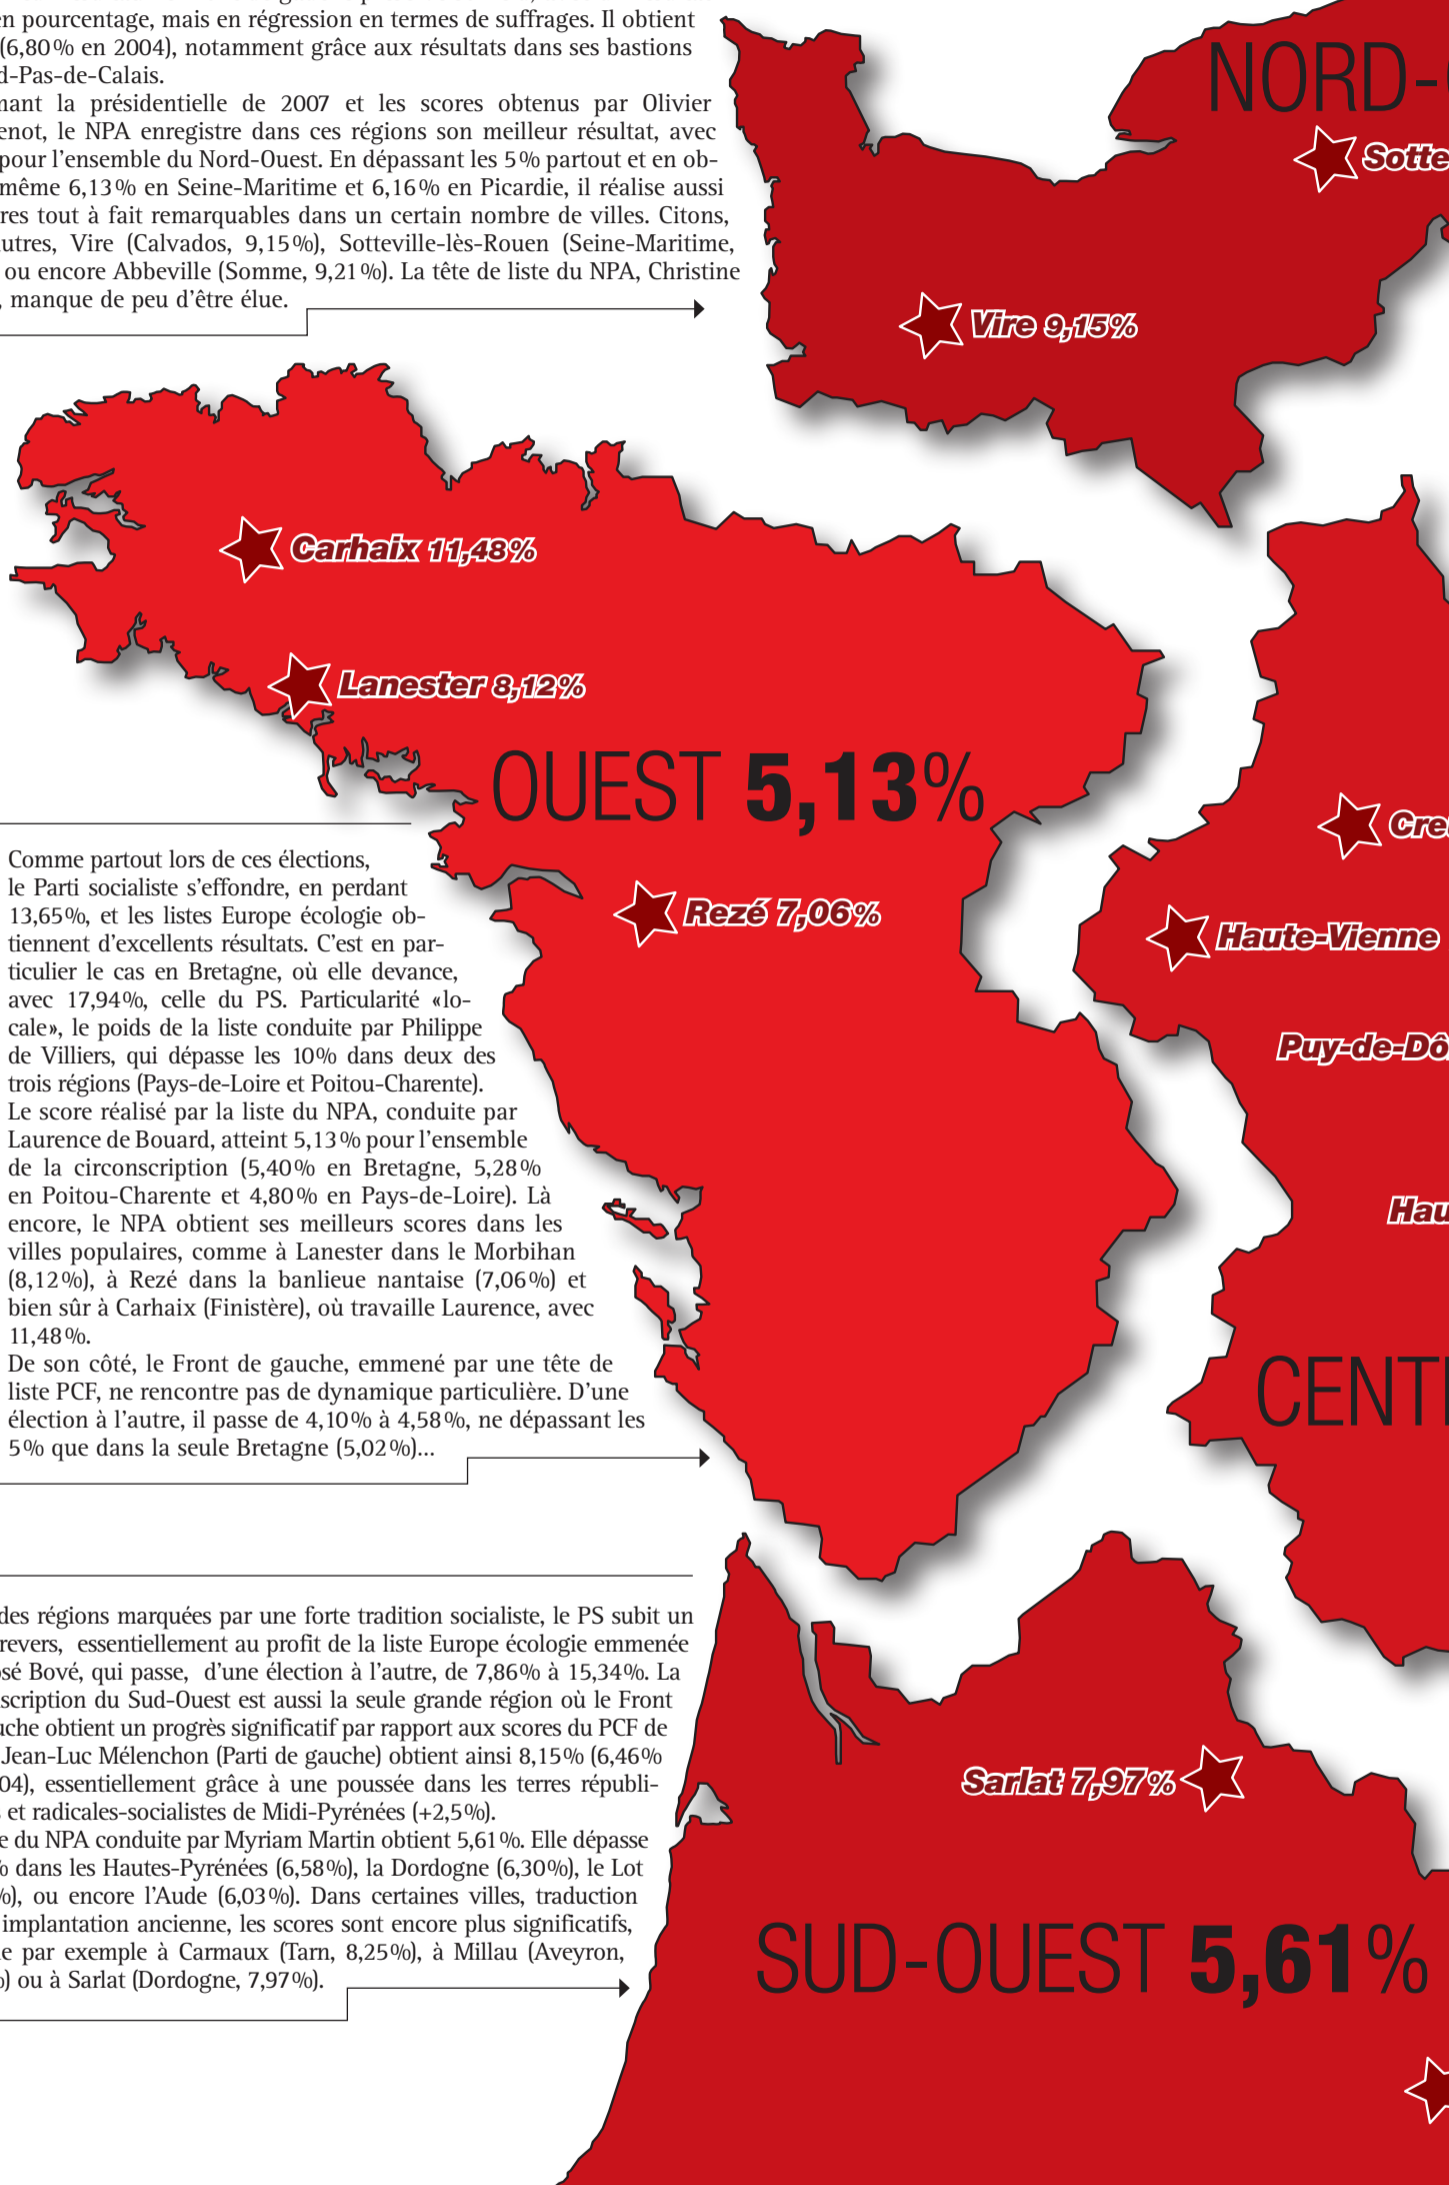 en pourcentage, mais en régression en termes de suffrages. Il obtient
(6,80% en 2004), notamment grâce aux résultats dans ses bastions
d-Pas-de-Calais.
nant la présidentielle de 2007 et les scores obtenus par Olivier
enot, le NPA enregistre dans ces régions son meilleur résultat, avec
pour l'ensemble du Nord-Ouest. En dépassant les 5% partout et en ob-
même 6,13% en Seine-Maritime et 6,16% en Picardie, il réalise aussi
res tout à fait remarquables dans un certain nombre de villes. Citons,
utres, Vire (Calvados, 9,15%), Sotteville-lès-Rouen (Seine-Maritime,
ou encore Abbeville (Somme, 9,21%). La tête de liste du NPA, Christine
, manque de peu d'être élue.
NORD-
Sotte
Vire 9,15%
Carhaix 11,48%
Lanester 8,12%
OUEST 5,13%
Rezé 7,06%
Cre
Haute-Vienne
Puy-de-Dô
Hau
CENT
Comme partout lors de ces élections,
le Parti socialiste s'effondre, en perdant
13,65%, et les listes Europe écologie ob-
tiennent d'excellents résultats. C'est en par-
ticulier le cas en Bretagne, où elle devance,
avec 17,94%, celle du PS. Particularité «lo-
cale», le poids de la liste conduite par Philippe
de Villiers, qui dépasse les 10% dans deux des
trois régions (Pays-de-Loire et Poitou-Charente).
Le score réalisé par la liste du NPA, conduite par
Laurence de Bouard, atteint 5,13% pour l'ensemble
de la circonscription (5,40% en Bretagne, 5,28%
en Poitou-Charente et 4,80% en Pays-de-Loire). Là
encore, le NPA obtient ses meilleurs scores dans les
villes populaires, comme à Lanester dans le Morbihan
(8,12%), à Rezé dans la banlieue nantaise (7,06%) et
bien sûr à Carhaix (Finistère), où travaille Laurence, avec
11,48%.
De son côté, le Front de gauche, emmené par une tête de
liste PCF, ne rencontre pas de dynamique particulière. D'une
élection à l'autre, il passe de 4,10% à 4,58%, ne dépassant les
5% que dans la seule Bretagne (5,02%)...
des régions marquées par une forte tradition socialiste, le PS subit un
revers, essentiellement au profit de la liste Europe écologie emmenée
osé Bové, qui passe, d'une élection à l'autre, de 7,86% à 15,34%. La
scription du Sud-Ouest est aussi la seule grande région où le Front
uche obtient un progrès significatif par rapport aux scores du PCF de
Jean-Luc Mélenchon (Parti de gauche) obtient ainsi 8,15% (6,46%
04), essentiellement grâce à une poussée dans les terres républi-
et radicales-socialistes de Midi-Pyrénées (+2,5%).
e du NPA conduite par Myriam Martin obtient 5,61%. Elle dépasse
% dans les Hautes-Pyrénées (6,58%), la Dordogne (6,30%), le Lot
%), ou encore l'Aude (6,03%). Dans certaines villes, traduction
implantation ancienne, les scores sont encore plus significatifs,
e par exemple à Carmaux (Tarn, 8,25%), à Millau (Aveyron,
) ou à Sarlat (Dordogne, 7,97%).
Sarlat 7,97%
SUD-OUEST 5,61%